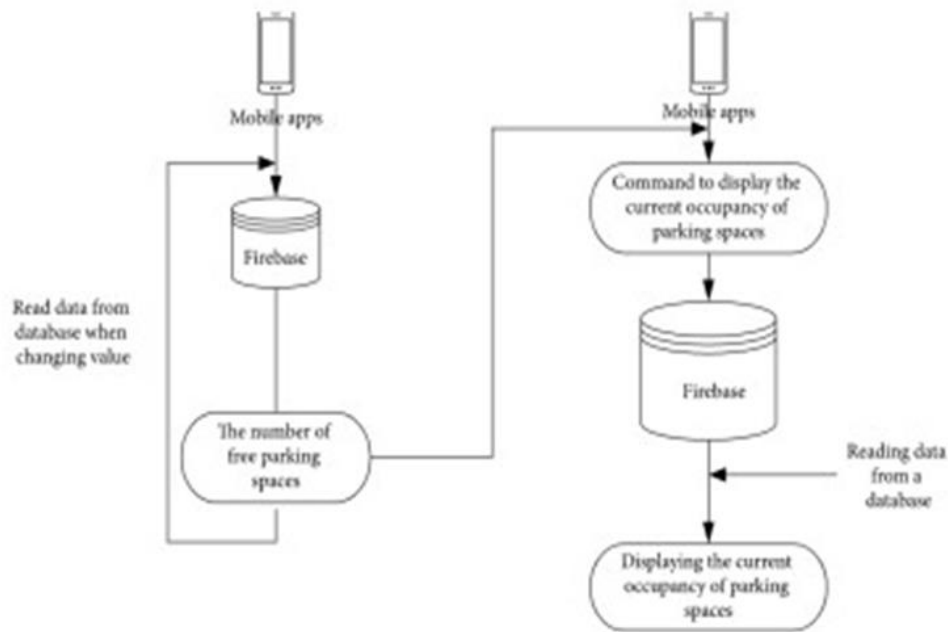 Mobile apps
Firebase
Read data from
database when
changing value
The number of
free parking
spaces
Mobile apps
Command to display the
current occupancy of
parking spaces
Firebase
Reading data
from a
database
Displaying the current
occupancy of parking
spaces